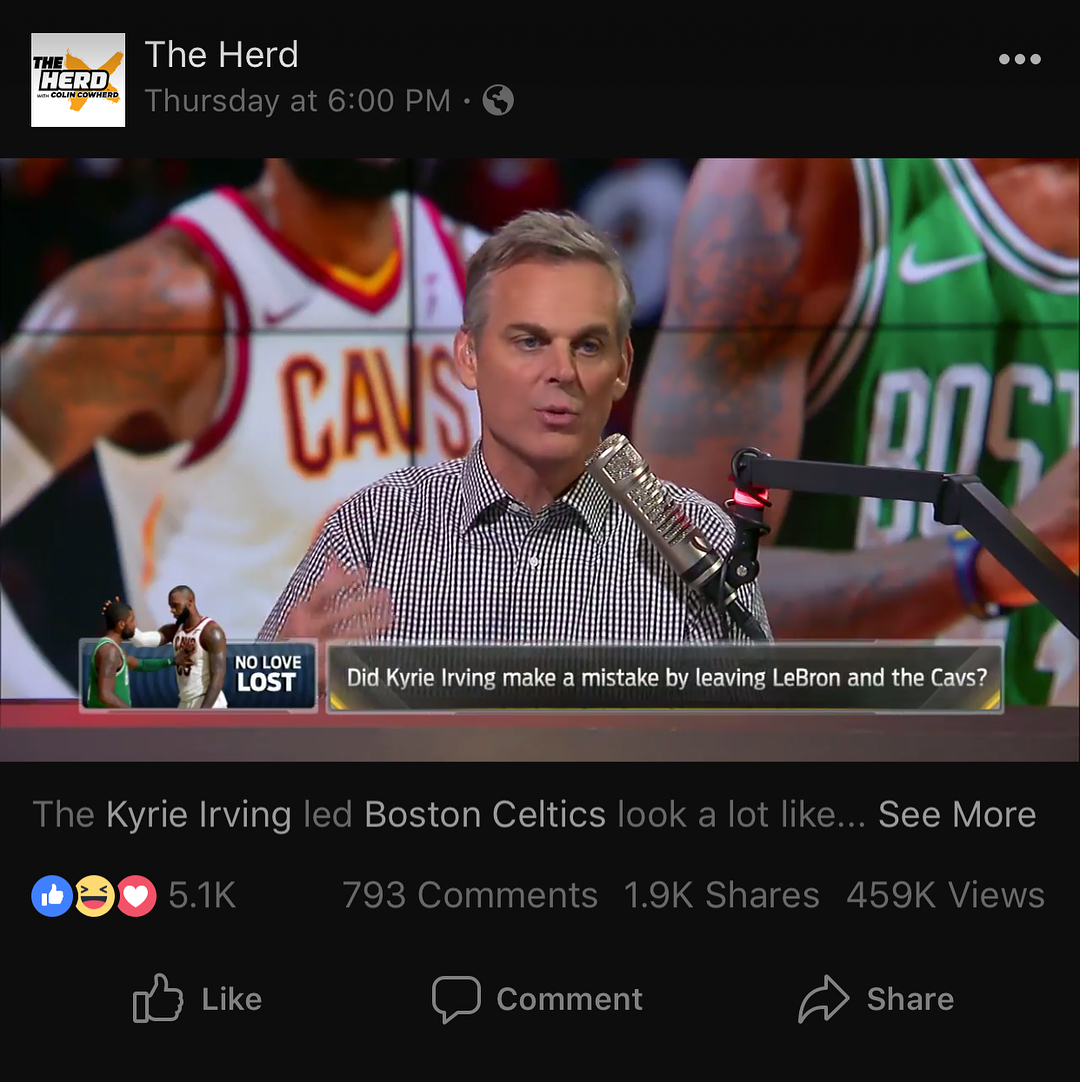 The Herd
THE
HERD
WITH COLIN COWHERD
Thursday at 6:00 PM ·
CAVS
BOST
NO LOVE
LOST
Did Kyrie Irving make a mistake by leaving LeBron and the Cavs?
The Kyrie Irving led Boston Celtics look a lot like... See More
5.1K 793 Comments 1.9K Shares 459K Views
Like Comment Share